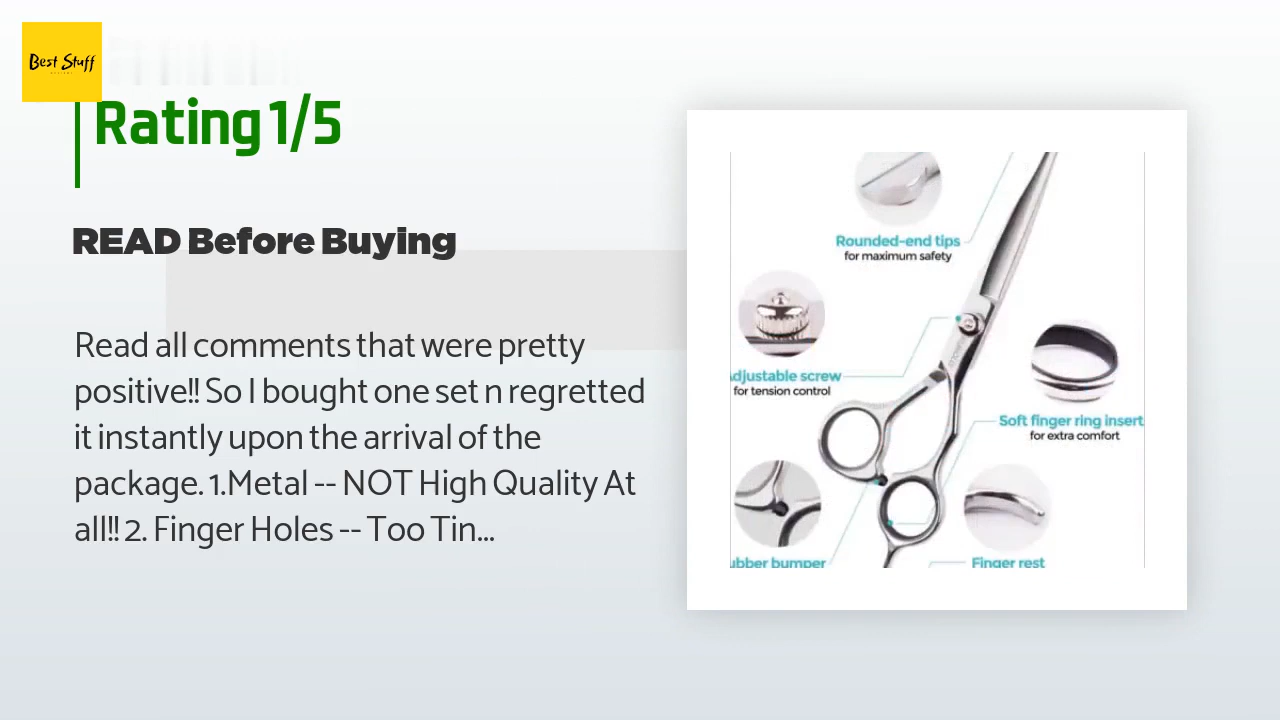 Best Stuff
Rating 1/5
READ Before Buying
Read all comments that were pretty
positive!! So I bought one set n regretted
it instantly upon the arrival of the
package. 1.Metal -- NOT High Quality At
all!! 2. Finger Holes -- Too Tin...
Rounded-end tips
for maximum safety
djustable screw
for tension control
Soft finger ring insert
for extra comfort
ubber bumper
Finger rest